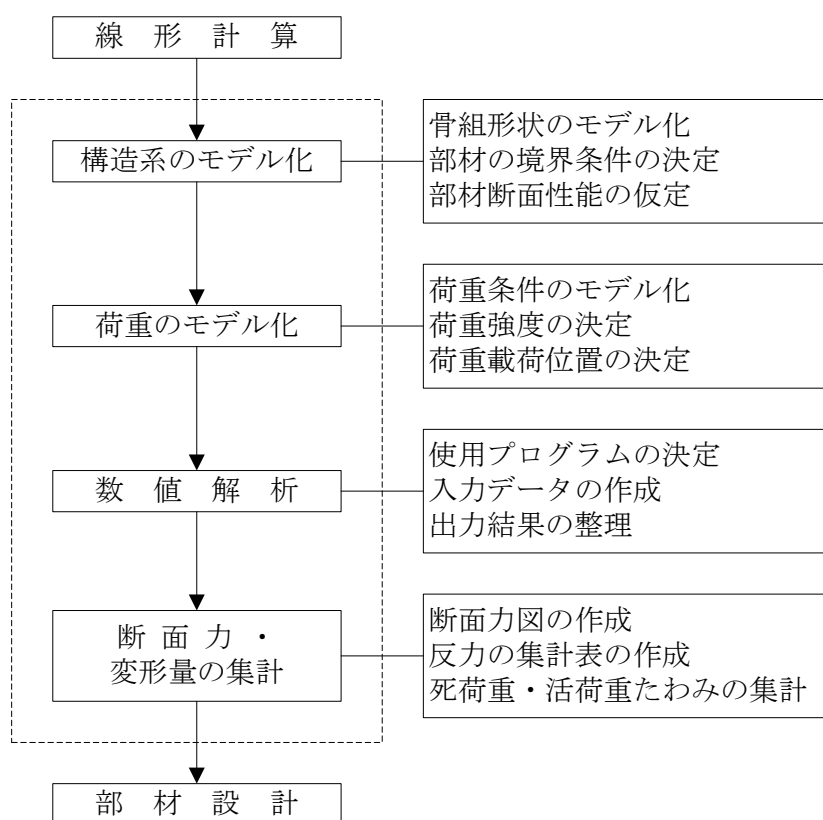 線形計算
構造系のモデル化
骨組形状のモデル化
部材の境界条件の決定
部材断面性能の仮定
荷重のモデル化
荷重条件のモデル化
荷重強度の決定
荷重載荷位置の決定
数値解析
使用プログラムの決定
入力データの作成
出力結果の整理
断面力・
変形量の集計
断面力図の作成
反力の集計表の作成
死荷重・活荷重たわみの集計
部材設計